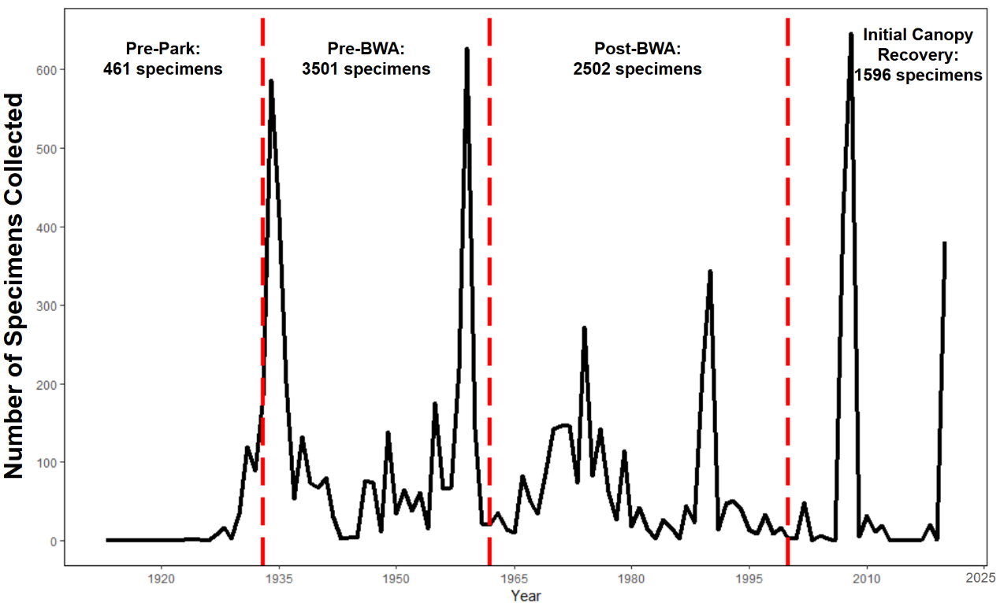 Pre-Park:
461 specimens
Pre-BWA:
3501 specimens
Post-BWA:
2502 specimens
Initial Canopy
Recovery:
1596 specimens
Number of Specimens Collected
600
500
400
300
200
100
0
1920
1935
1950
1965
1980
1995
2010
2025
Year